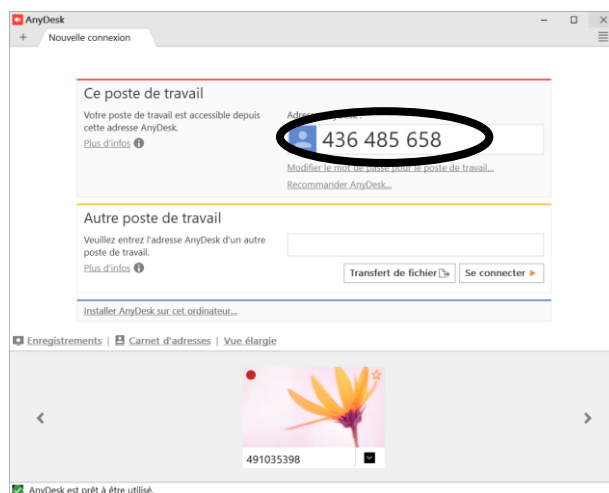 AnyDesk
Nouvelle connexion
Ce poste de travail
Votre poste de travail est accessible depuis
cette adresse AnyDesk.
Plus d'infos
436 485 658
Modifier le mot de passe pour le poste de travail...
Recommander AnyDesk...
Autre poste de travail
Veuillez entrez l'adresse AnyDesk d'un autre
poste de travail.
Plus d'infos
Transfert de fichier
Se connecter
Installer AnyDesk sur cet ordinateur...
Enregistrements | Carnet d'adresses | Vue élargie
491035398
AnyDesk est prêt à être utilisé.